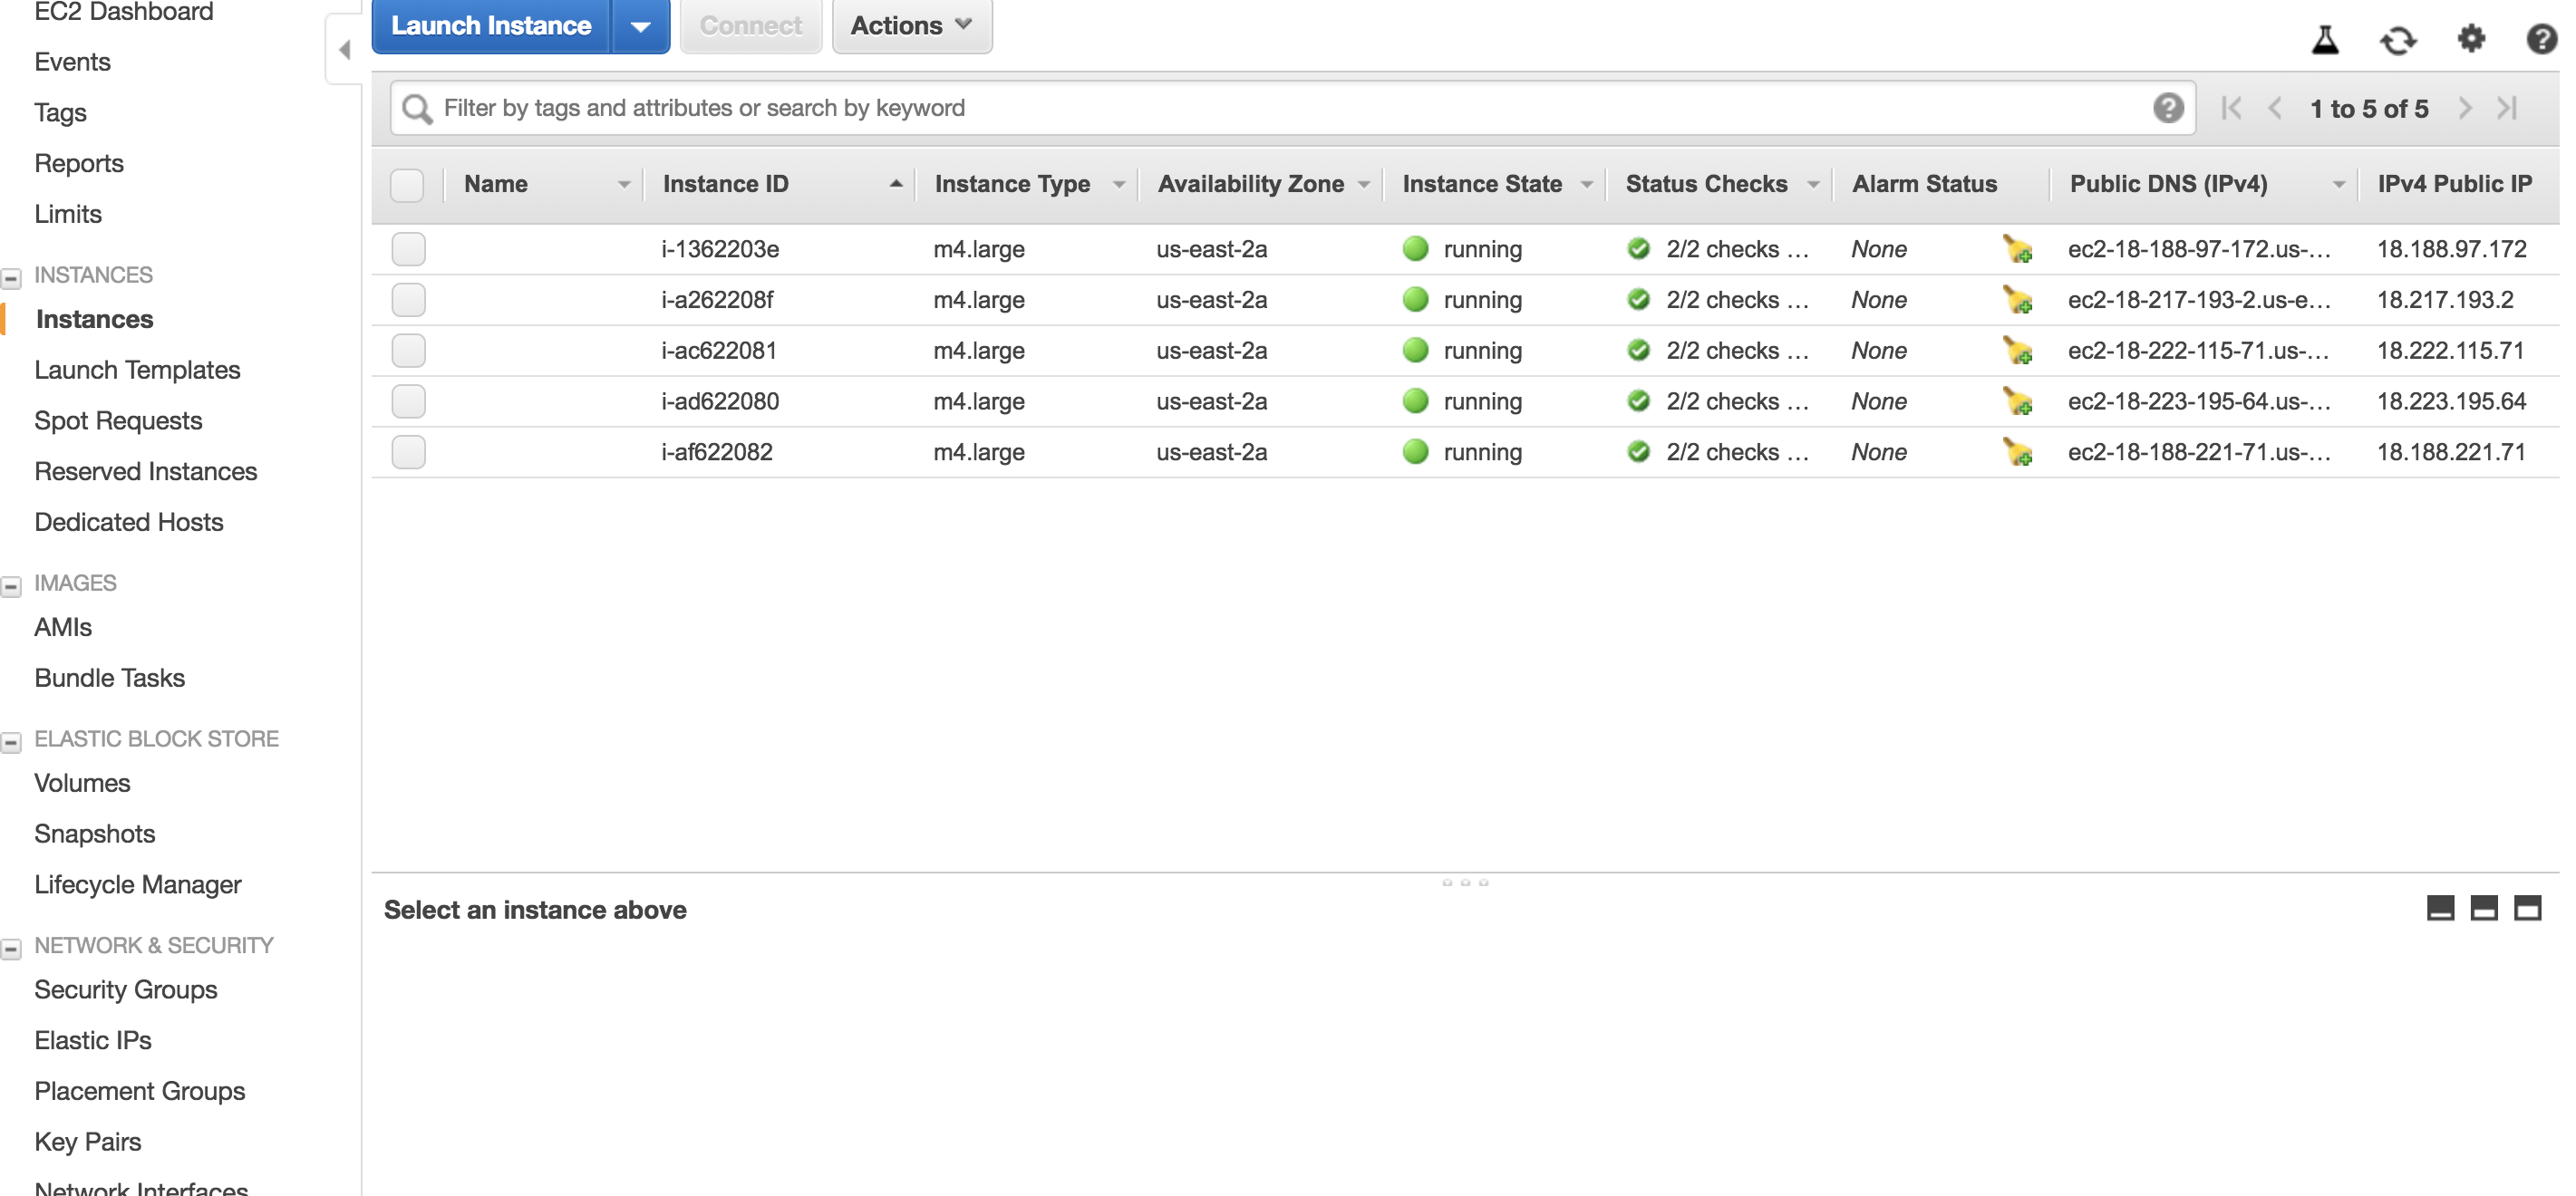 EC2 Dashboard
Events
Tags
Reports
Limits
INSTANCES
Instances
Launch Templates
Spot Requests
Reserved Instances
Dedicated Hosts
IMAGES
AMIs
Bundle Tasks
ELASTIC BLOCK STORE
Volumes
Snapshots
Lifecycle Manager
NETWORK & SECURITY
Security Groups
Elastic IPs
Placement Groups
Key Pairs
Network Interfaces
Launch Instance Connect Actions
Filter by tags and attributes or search by keyword 1 to 5 of 5
Name Instance ID Instance Type Availability Zone Instance State Status Checks Alarm Status Public DNS (IPv4) IPv4 Public IP
i-1362203e m4.large us-east-2a running 2/2 checks ... None ec2-18-188-97-172.us-... 18.188.97.172
i-a262208f m4.large us-east-2a running 2/2 checks ... None ec2-18-217-193-2.us-e... 18.217.193.2
i-ac622081 m4.large us-east-2a running 2/2 checks ... None ec2-18-222-115-71.us-... 18.222.115.71
i-ad622080 m4.large us-east-2a running 2/2 checks ... None ec2-18-223-195-64.us-... 18.223.195.64
i-af622082 m4.large us-east-2a running 2/2 checks ... None ec2-18-188-221-71.us-... 18.188.221.71
Select an instance above